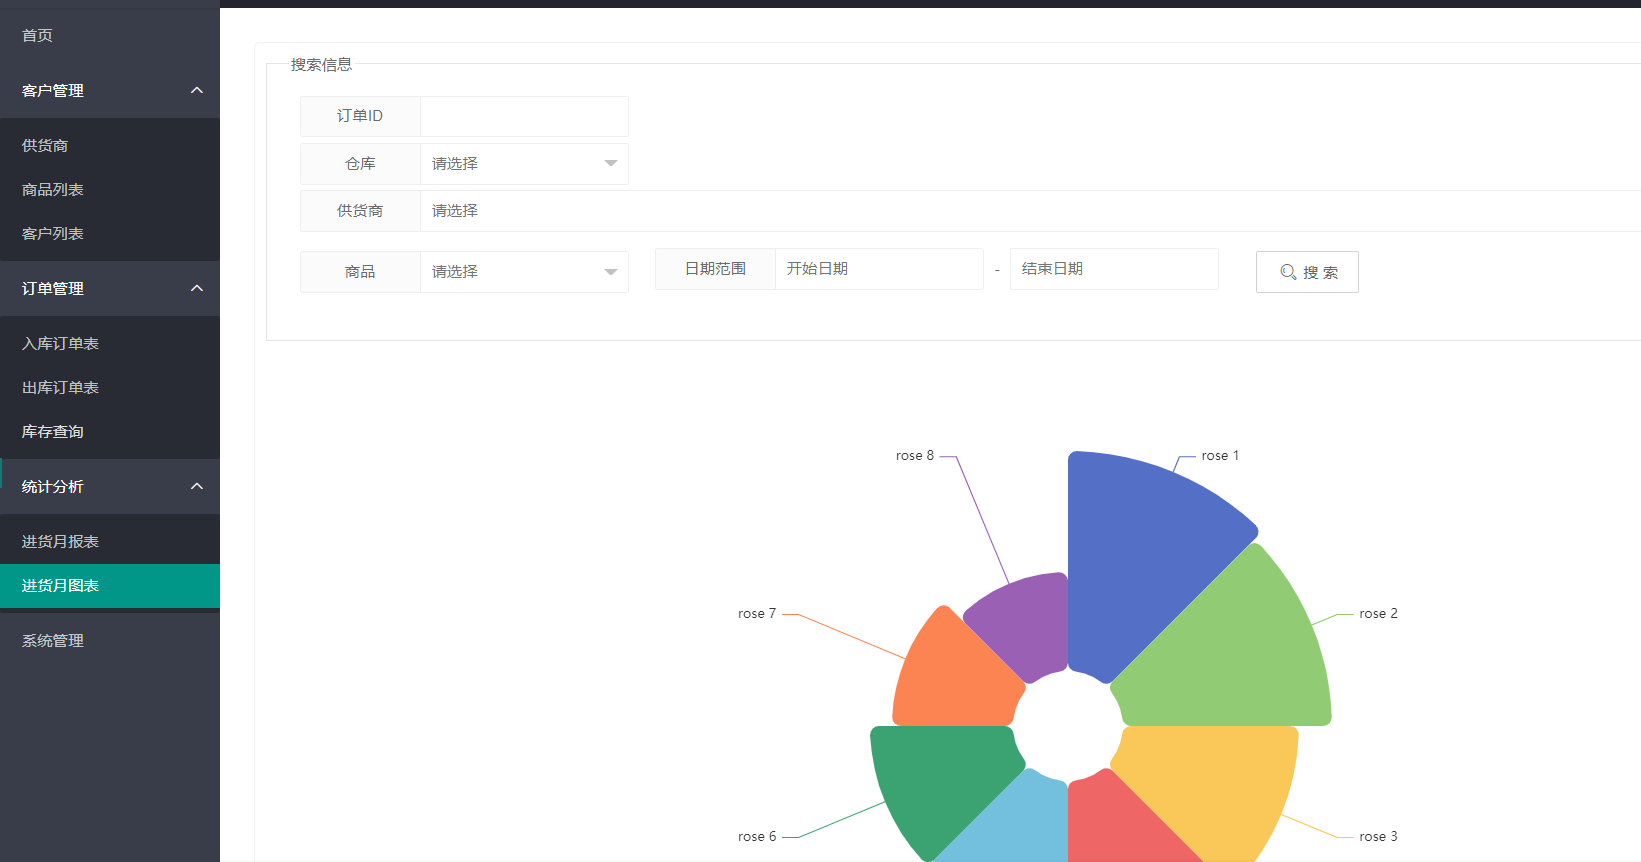 首页
客户管理
供货商
商品列表
客户列表
订单管理
入库订单表
出库订单表
库存查询
统计分析
进货月报表
进货月图表
系统管理
搜索信息
订单ID
仓库 请选择
供货商 请选择
商品 请选择 日期范围 开始日期 - 结束日期 搜 索
rose 8 rose 1
rose 7 rose 2
rose 6 rose 3